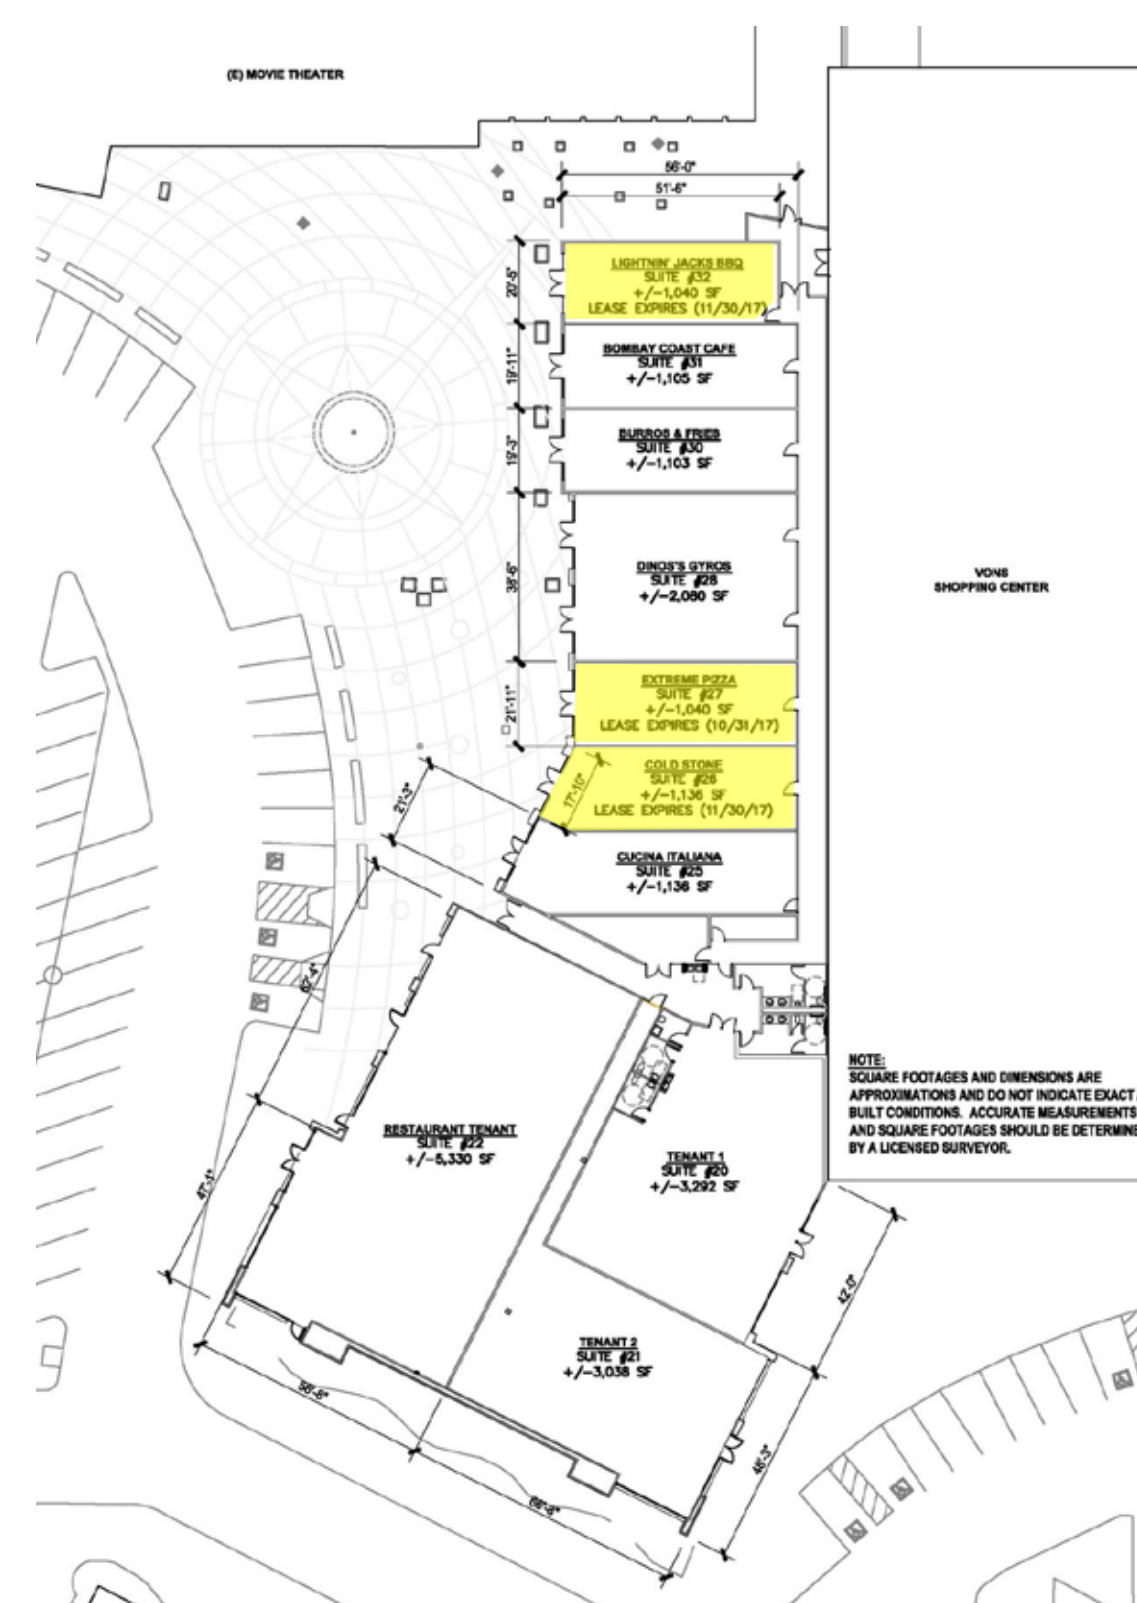 (E) MOVIE THEATER
56'-0"
51'-6"
LIGHTNIN' JACKS BBQ
SUITE #32
+/-1,040 SF
LEASE EXPIRES (11/30/17)
20'-5"
BOMBAY COAST CAFE
SUITE #31
+/-1,105 SF
19'-11"
BURROS & FRIES
SUITE #30
+/-1,103 SF
19'-3"
DINOS'S GYROS
SUITE #28
+/-2,080 SF
38'-6"
VONS
SHOPPING CENTER
EXTREME PIZZA
SUITE #27
+/-1,040 SF
LEASE EXPIRES (10/31/17)
21'-11"
COLD STONE
SUITE #26
+/-1,136 SF
LEASE EXPIRES (11/30/17)
17'-10"
21'-3"
CUCINA ITALIANA
SUITE #25
+/-1,136 SF
62'-4"
NOTE:
SQUARE FOOTAGES AND DIMENSIONS ARE
APPROXIMATIONS AND DO NOT INDICATE EXACT
BUILT CONDITIONS. ACCURATE MEASUREMENTS
AND SQUARE FOOTAGES SHOULD BE DETERMINE
BY A LICENSED SURVEYOR.
RESTAURANT TENANT
SUITE #22
+/-5,330 SF
TENANT 1
SUITE #20
+/-3,292 SF
47'-1"
42'-0"
TENANT 2
SUITE #21
+/-3,038 SF
48'-3"